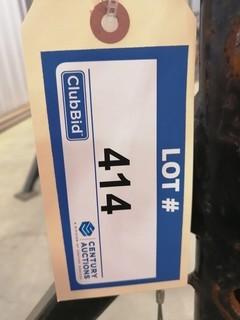 LOT #
414
ClubBid
CENTURY
AUCTIONS